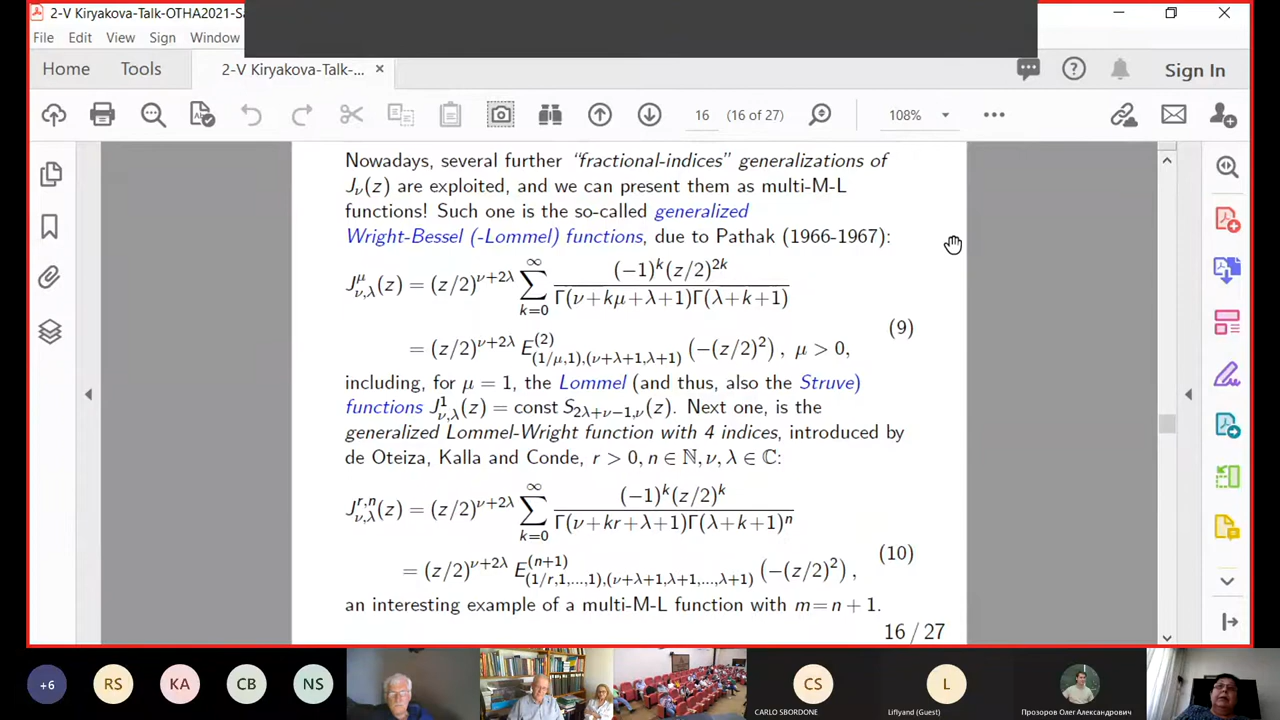 2-V Kiryakova-Talk-OTHA2021-S
File Edit View Sign Window
Home Tools 2-V Kiryakova-Talk-... × Sign In
16 (16 of 27) 108%
Nowadays, several further “fractional-indices” generalizations of
J_ν(z) are exploited, and we can present them as multi-M-L
functions! Such one is the so-called generalized
Wright-Bessel (-Lommel) functions, due to Pathak (1966-1967):
J^μ_{ν,λ}(z) = (z/2)^{ν+2λ} ∑_{k=0}^{∞} (−1)^k(z/2)^{2k} / Γ(ν+kμ+λ+1)Γ(λ+k+1)
(9)
= (z/2)^{ν+2λ} E^{(2)}_{(1/μ,1),(ν+λ+1,λ+1)} (−(z/2)^2), μ > 0,
including, for μ = 1, the Lommel (and thus, also the Struve)
functions J^1_{ν,λ}(z) = const S_{2λ+ν−1,ν}(z). Next one, is the
generalized Lommel-Wright function with 4 indices, introduced by
de Oteiza, Kalla and Conde, r > 0, n ∈ ℕ, ν, λ ∈ ℂ:
J^{r,n}_{ν,λ}(z) = (z/2)^{ν+2λ} ∑_{k=0}^{∞} (−1)^k(z/2)^k / Γ(ν+kr+λ+1)Γ(λ+k+1)^n
(10)
= (z/2)^{ν+2λ} E^{(n+1)}_{(1/r,1,...,1),(ν+λ+1,λ+1,...,λ+1)} (−(z/2)^2),
an interesting example of a multi-M-L function with m=n+1.
16 / 27
+6 RS KA CB NS CS L
CARLO SBORDONE Liflyand (Guest) Прозоров Олег Александрович